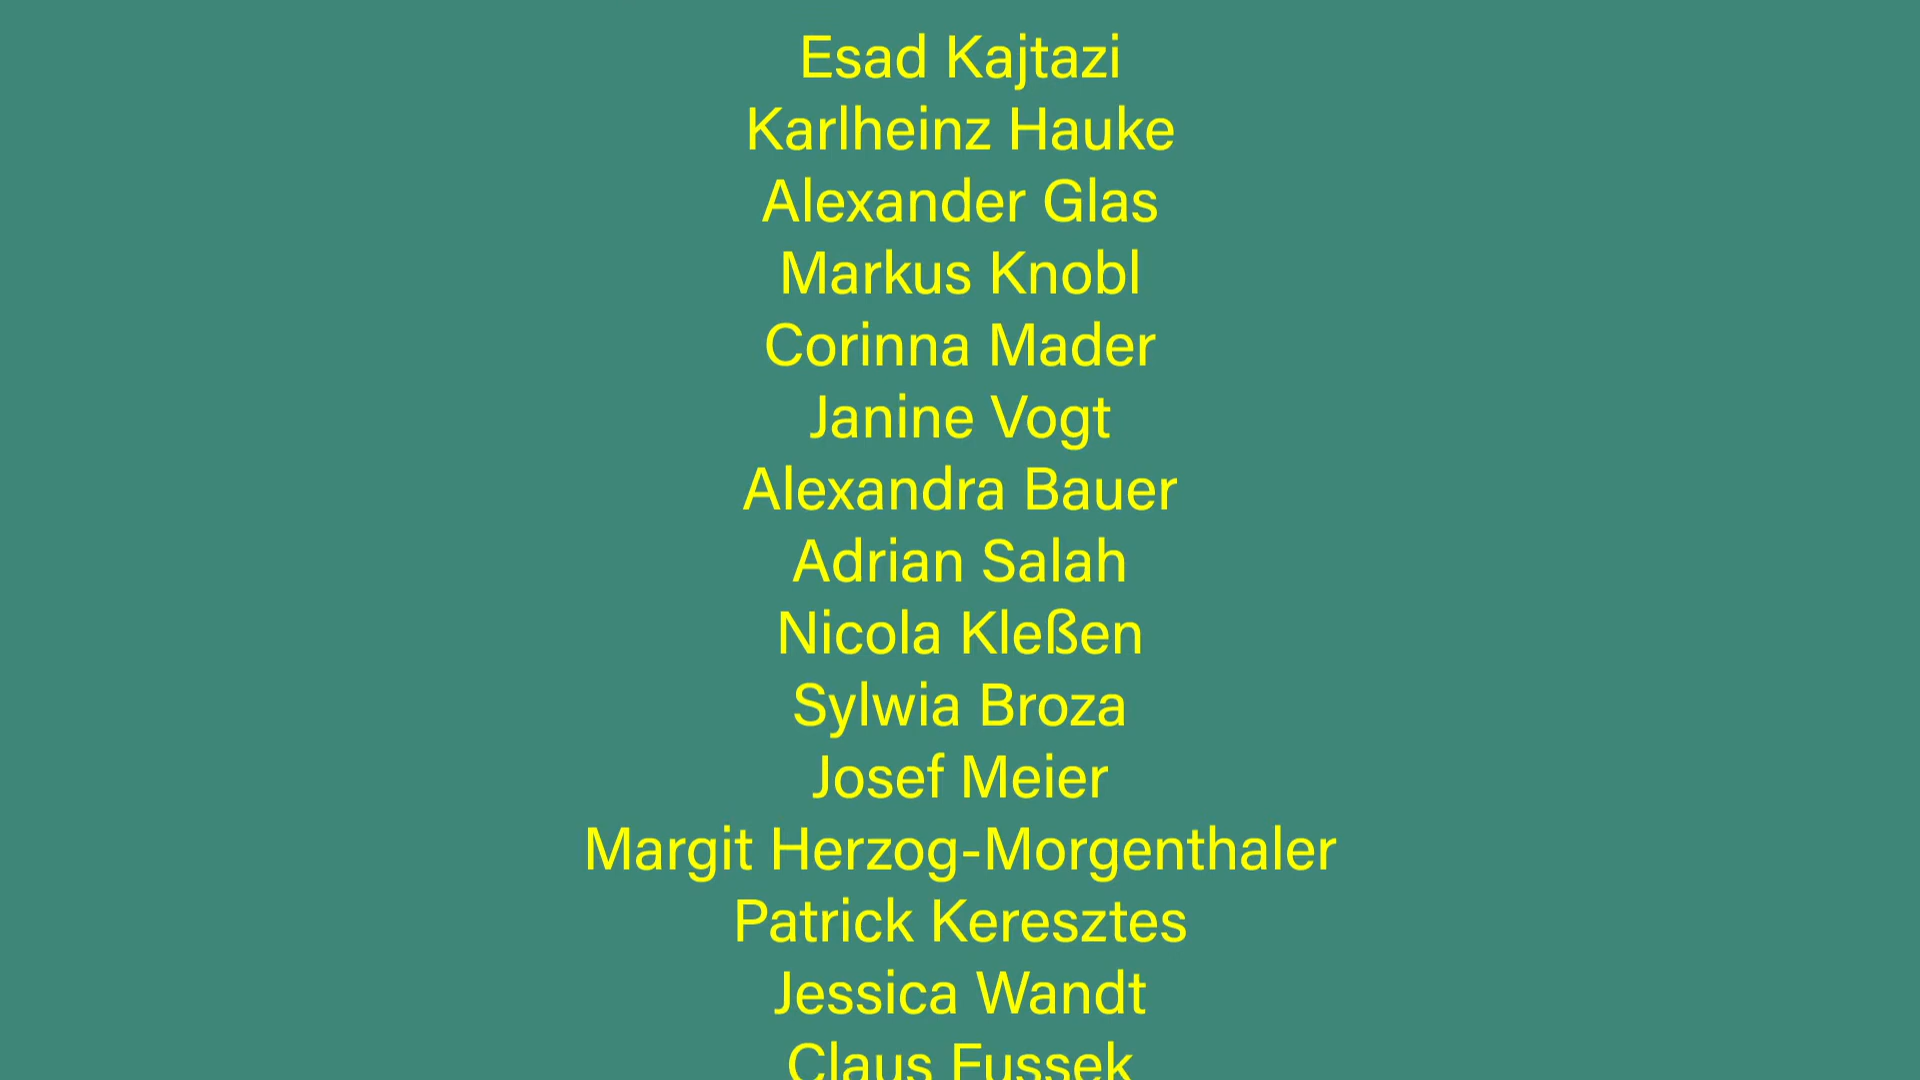 Esad Kajtazi
Karlheinz Hauke
Alexander Glas
Markus Knobl
Corinna Mader
Janine Vogt
Alexandra Bauer
Adrian Salah
Nicola Kleßen
Sylwia Broza
Josef Meier
Margit Herzog-Morgenthaler
Patrick Keresztes
Jessica Wandt
Claus Fussek